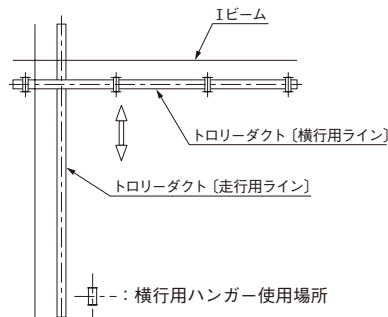 Iビーム
トロリーダクト〔横行用ライン〕
トロリーダクト〔走行用ライン〕
：横行用ハンガー使用場所